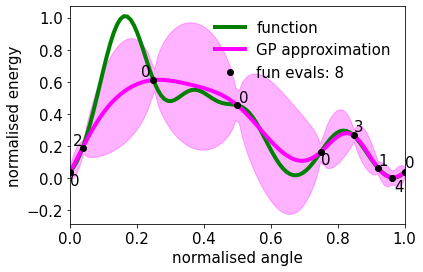 function
GP approximation
fun evals: 8
normalised energy
1.0
0.8
0.6
0.4
0.2
0.0
−0.2
0
2
0
0
0
3
1
4
0
0.0 0.2 0.4 0.6 0.8 1.0
normalised angle